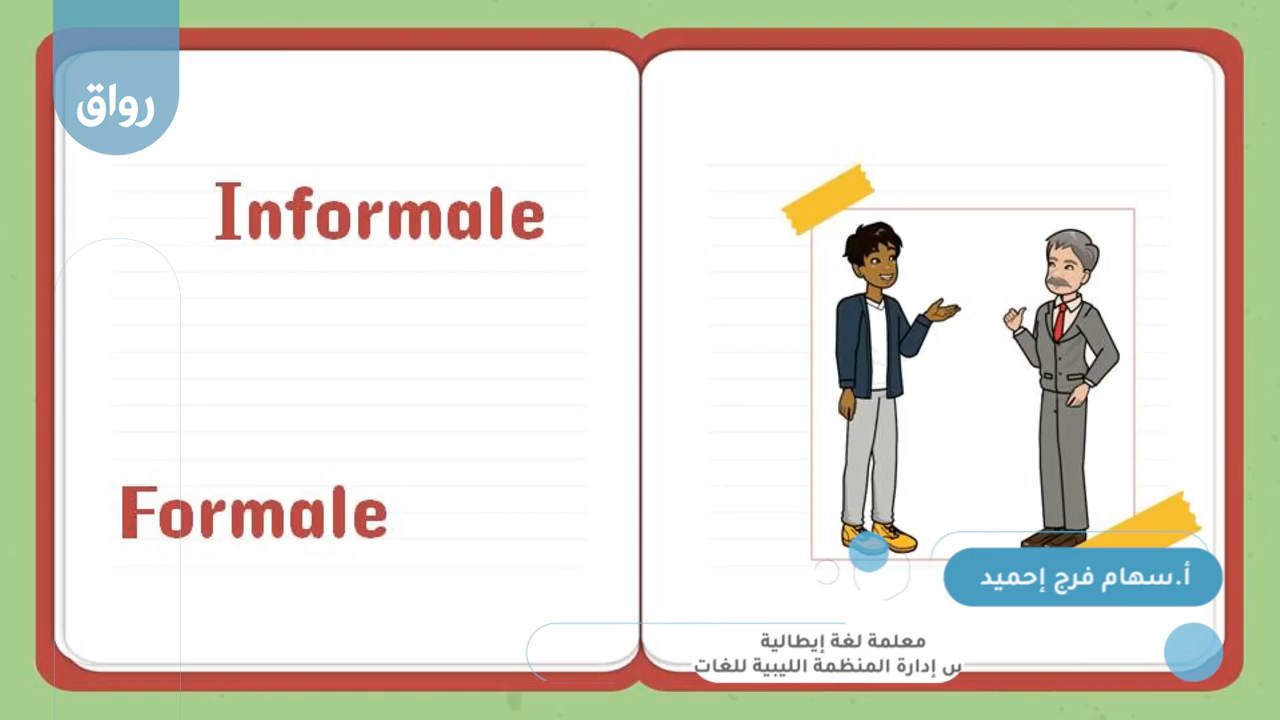 رواق
Informale
Formale
أ.سهام فرج إحميد
معلمة لغة إيطالية
إدارة المنظمة الليبية للغات